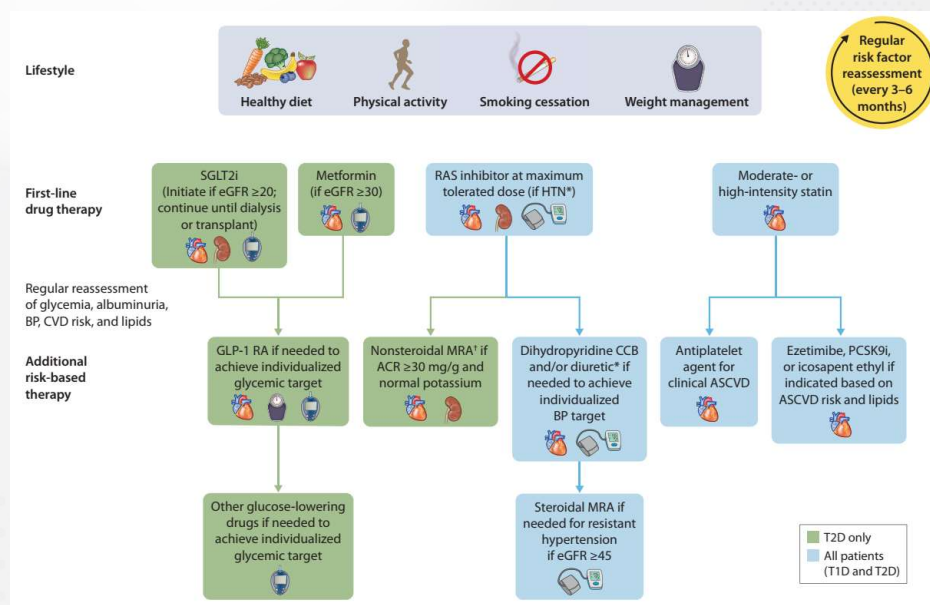 Lifestyle
Healthy diet
Physical activity
Smoking cessation
Weight management
Regular
risk factor
reassessment
(every 3–6
months)
First-line
drug therapy
SGLT2i
(Initiate if eGFR ≥20;
continue until dialysis
or transplant)
Metformin
(if eGFR ≥30)
RAS inhibitor at maximum
tolerated dose (if HTN*)
Moderate- or
high-intensity statin
Regular reassessment
of glycemia, albuminuria,
BP, CVD risk, and lipids
Additional
risk-based
therapy
GLP-1 RA if needed to
achieve individualized
glycemic target
Nonsteroidal MRA† if
ACR ≥30 mg/g and
normal potassium
Dihydropyridine CCB
and/or diuretic* if
needed to achieve
individualized
BP target
Antiplatelet
agent for
clinical ASCVD
Ezetimibe, PCSK9i,
or icosapent ethyl if
indicated based on
ASCVD risk and lipids
Other glucose-lowering
drugs if needed to
achieve individualized
glycemic target
Steroidal MRA if
needed for resistant
hypertension
if eGFR ≥45
T2D only
All patients
(T1D and T2D)